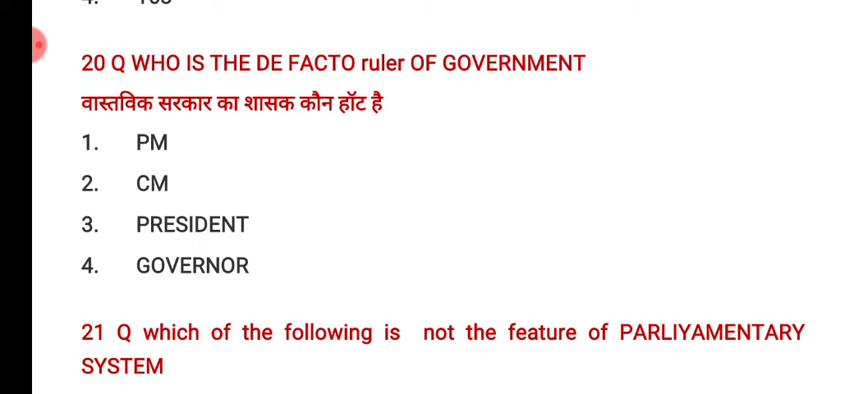 20 Q WHO IS THE DE FACTO ruler OF GOVERNMENT
वास्तविक सरकार का शासक कौन हॉट है
1. PM
2. CM
3. PRESIDENT
4. GOVERNOR
21 Q which of the following is not the feature of PARLIYAMENTARY
SYSTEM